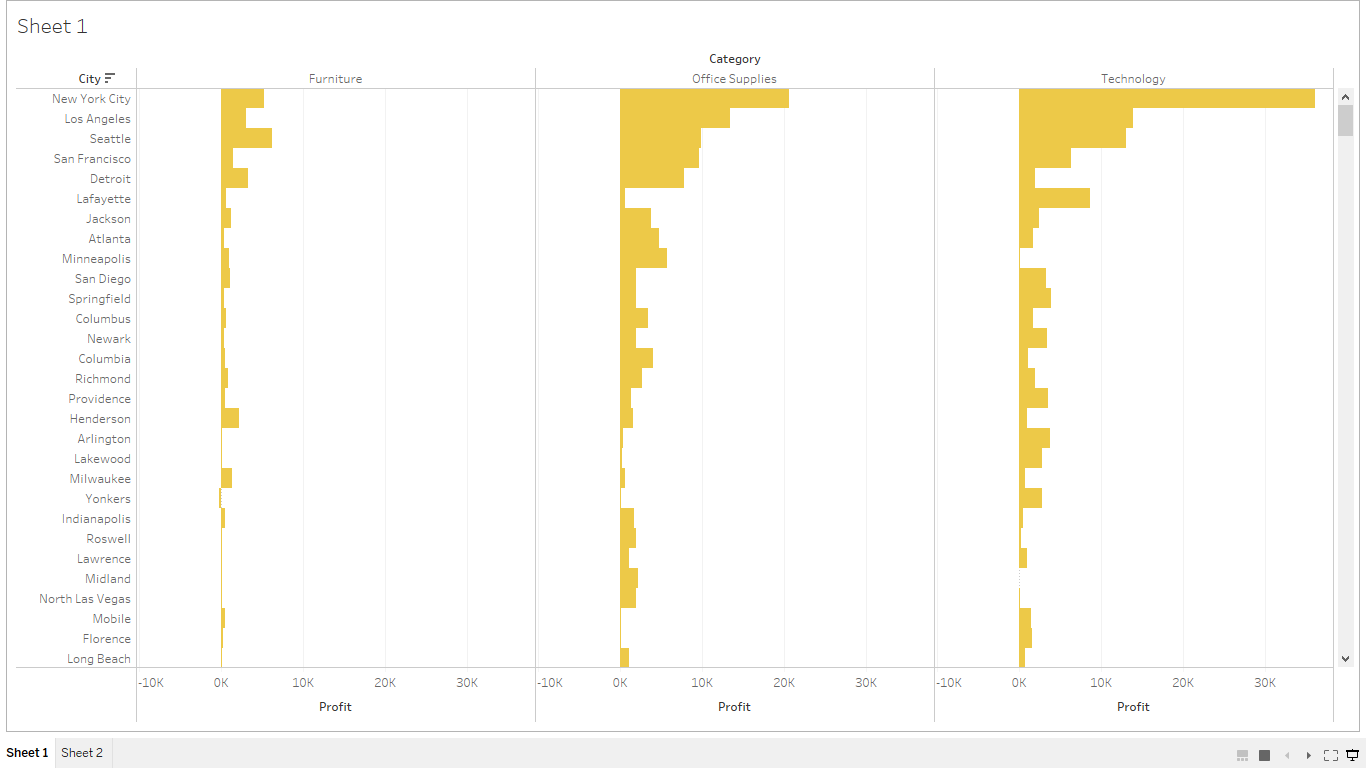 Sheet 1
Category
City Furniture Office Supplies Technology
New York City
Los Angeles
Seattle
San Francisco
Detroit
Lafayette
Jackson
Atlanta
Minneapolis
San Diego
Springfield
Columbus
Newark
Columbia
Richmond
Providence
Henderson
Arlington
Lakewood
Milwaukee
Yonkers
Indianapolis
Roswell
Lawrence
Midland
North Las Vegas
Mobile
Florence
Long Beach
-10K 0K 10K 20K 30K -10K 0K 10K 20K 30K -10K 0K 10K 20K 30K
Profit Profit Profit
Sheet 1 Sheet 2